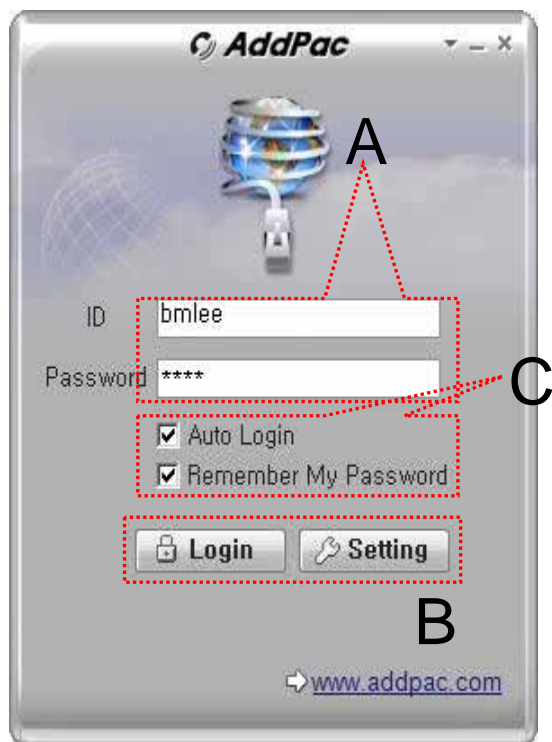 AddPac
A
ID bmlee
Password ****
C
Auto Login
Remember My Password
Login Setting
B
www.addpac.com